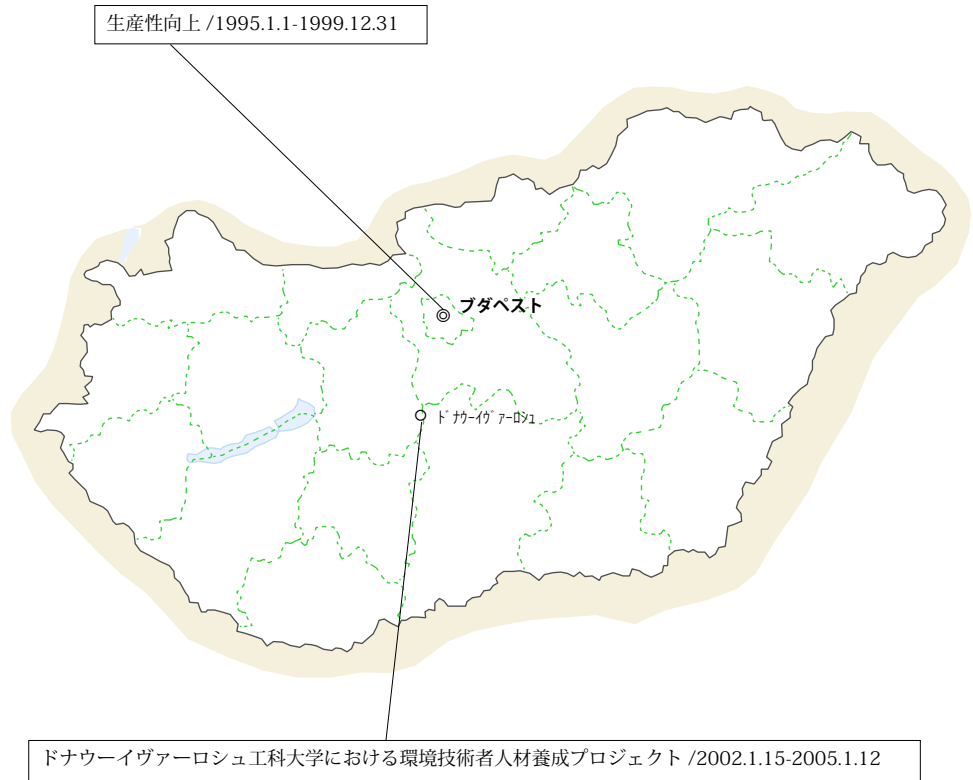 生産性向上 /1995.1.1-1999.12.31
ブダペスト
ﾄﾞﾅｳｰｲｳﾞｧｰﾛｼｭ
ドナウーイヴァーロシュ工科大学における環境技術者人材養成プロジェクト /2002.1.15-2005.1.12